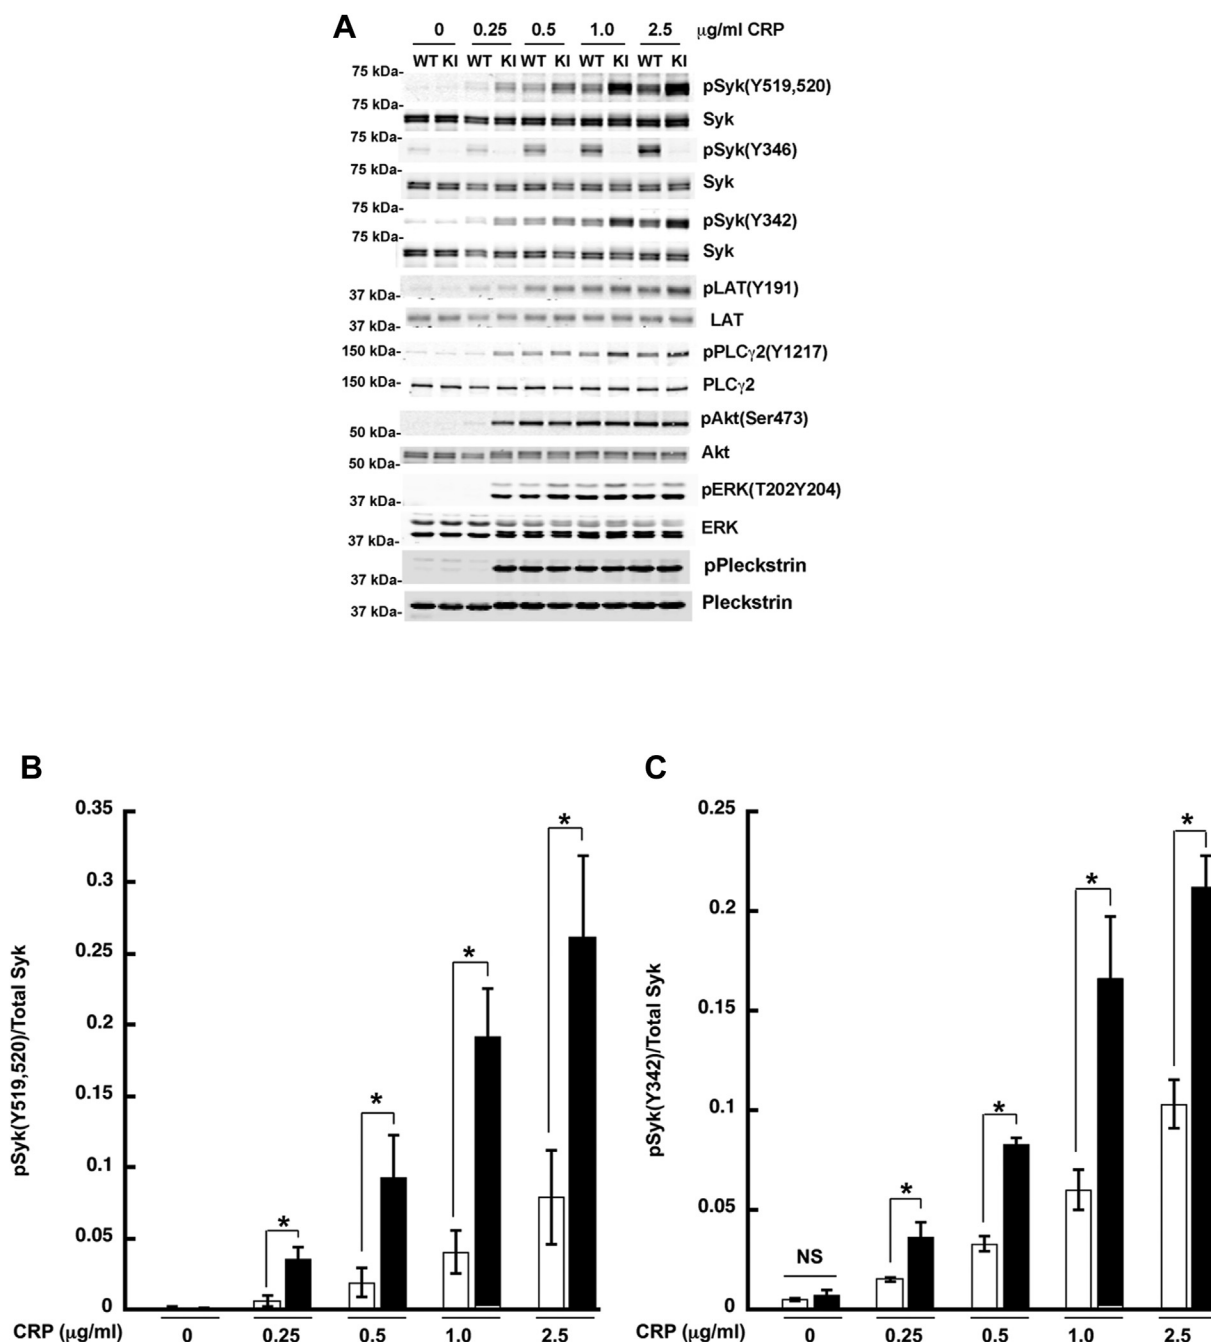 A
0 0.25 0.5 1.0 2.5 μg/ml CRP
WT KI WT KI WT KI WT KI WT KI
75 kDa-
pSyk(Y519,520)
75 kDa-
Syk
75 kDa-
pSyk(Y346)
75 kDa-
Syk
75 kDa-
pSyk(Y342)
75 kDa-
Syk
37 kDa- pLAT(Y191)
37 kDa- LAT
150 kDa- pPLCγ2(Y1217)
150 kDa- PLCγ2
pAkt(Ser473)
50 kDa-
Akt
50 kDa-
pERK(T202Y204)
37 kDa-
ERK
37 kDa-
pPleckstrin
37 kDa-
Pleckstrin
37 kDa-
B
pSyk(Y519,520)/Total Syk
0.35
0.3
0.25
0.2
0.15
0.1
0.05
0
* * * *
CRP (μg/ml) 0 0.25 0.5 1.0 2.5
C
pSyk(Y342)/Total Syk
0.25
0.2
0.15
0.1
0.05
0
NS * * * *
CRP (μg/ml) 0 0.25 0.5 1.0 2.5